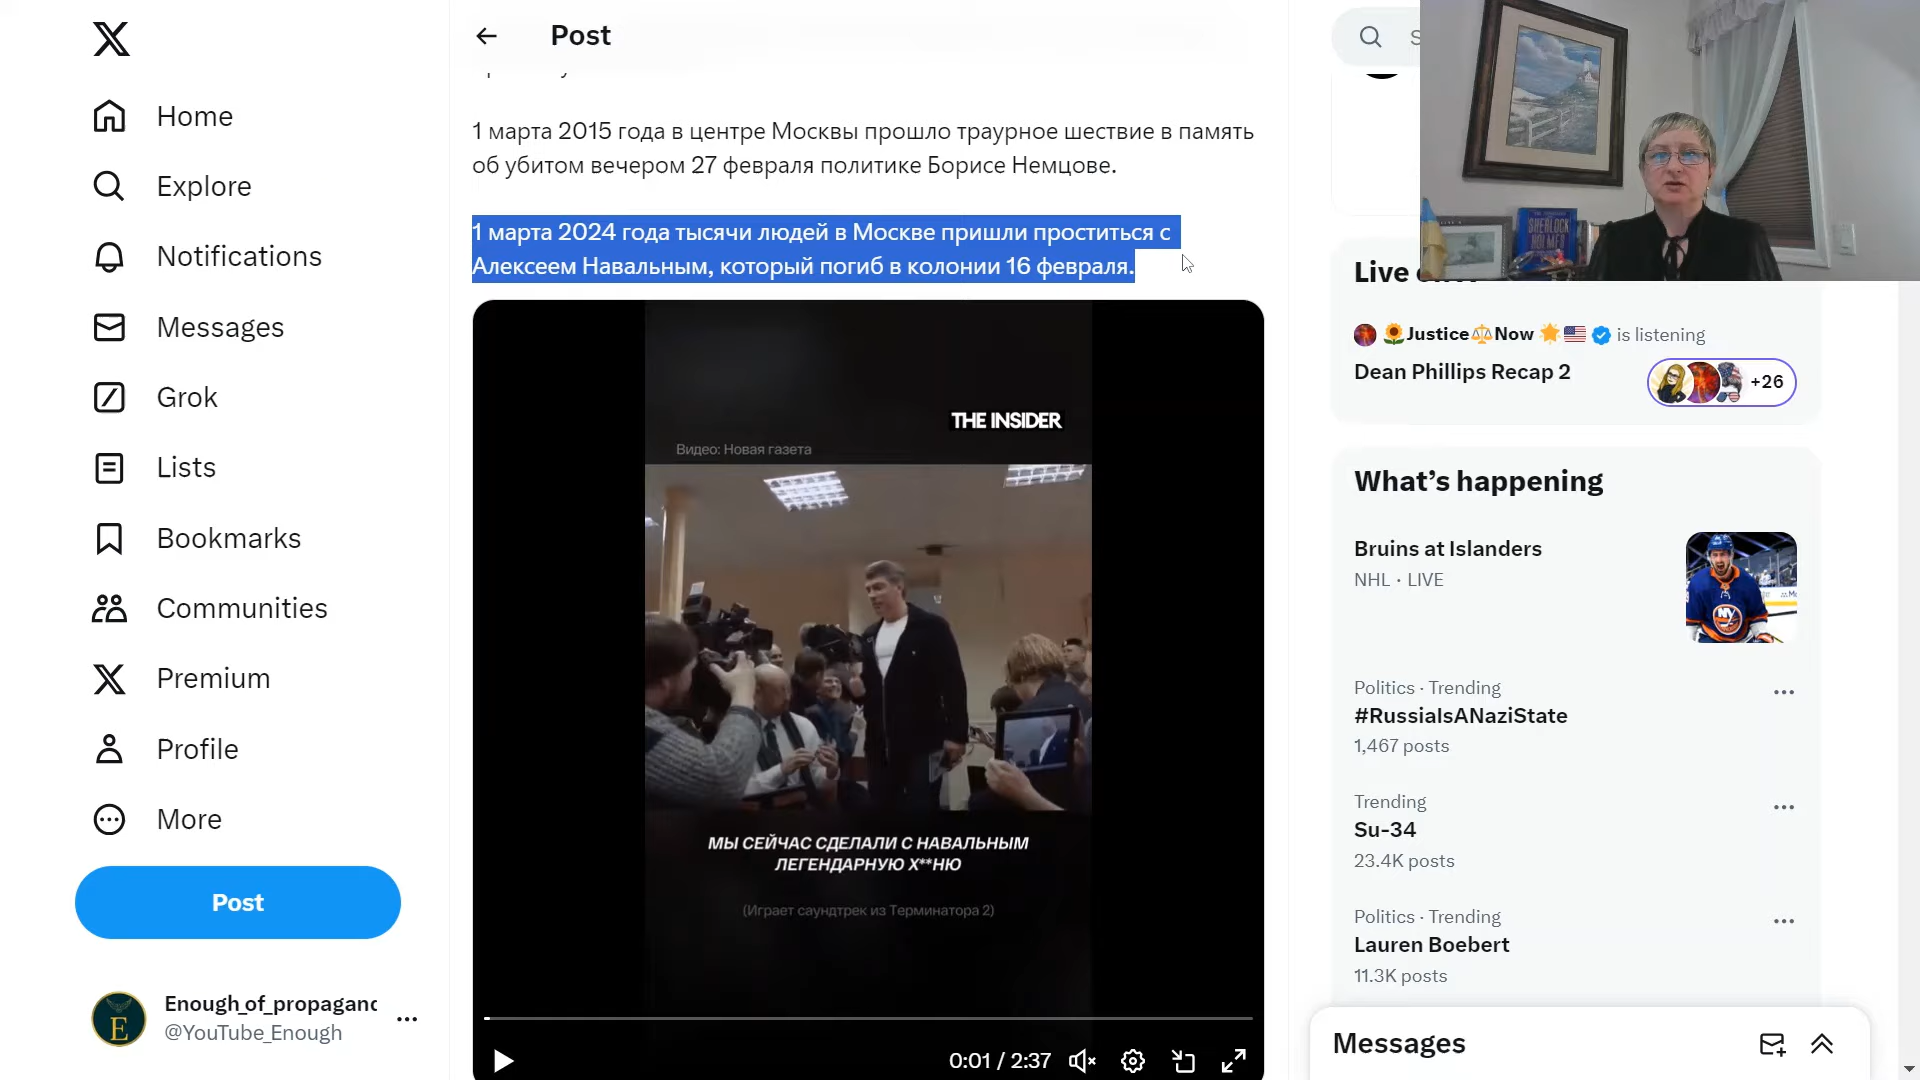 Post
Home
Explore
Notifications
Messages
Grok
Lists
Bookmarks
Communities
Premium
Profile
More
Post
Enough_of_propagand
@YouTube_Enough
1 марта 2015 года в центре Москвы прошло траурное шествие в память
об убитом вечером 27 февраля политике Борисе Немцове.
1 марта 2024 года тысячи людей в Москве пришли проститься с
Алексеем Навальным, который погиб в колонии 16 февраля.
THE INSIDER
Видео: Новая газета
МЫ СЕЙЧАС СДЕЛАЛИ С НАВАЛЬНЫМ
ЛЕГЕНДАРНУЮ Х**НЮ
(Играет саундтрек из Терминатора 2)
0:01 / 2:37
SHERLOCK
HOLMES
Live
Justice Now is listening
Dean Phillips Recap 2
+26
What's happening
Bruins at Islanders
NHL · LIVE
Politics · Trending
#RussiaIsANaziState
1,467 posts
Trending
Su-34
23.4K posts
Politics · Trending
Lauren Boebert
11.3K posts
Messages